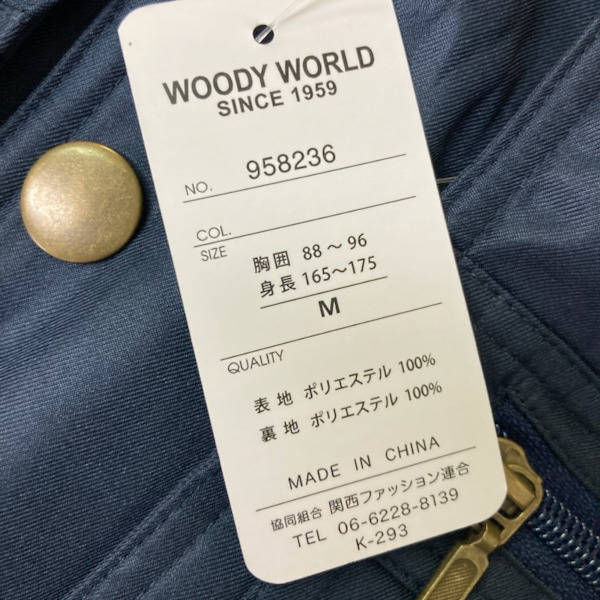 WOODY WORLD
SINCE 1959
NO. 958236
COL.
SIZE
胸囲 88～96
身長 165～175
M
QUALITY
表地 ポリエステル 100%
裏地 ポリエステル 100%
MADE IN CHINA
協同組合 関西ファッション連合
TEL 06-6228-8139
K-293